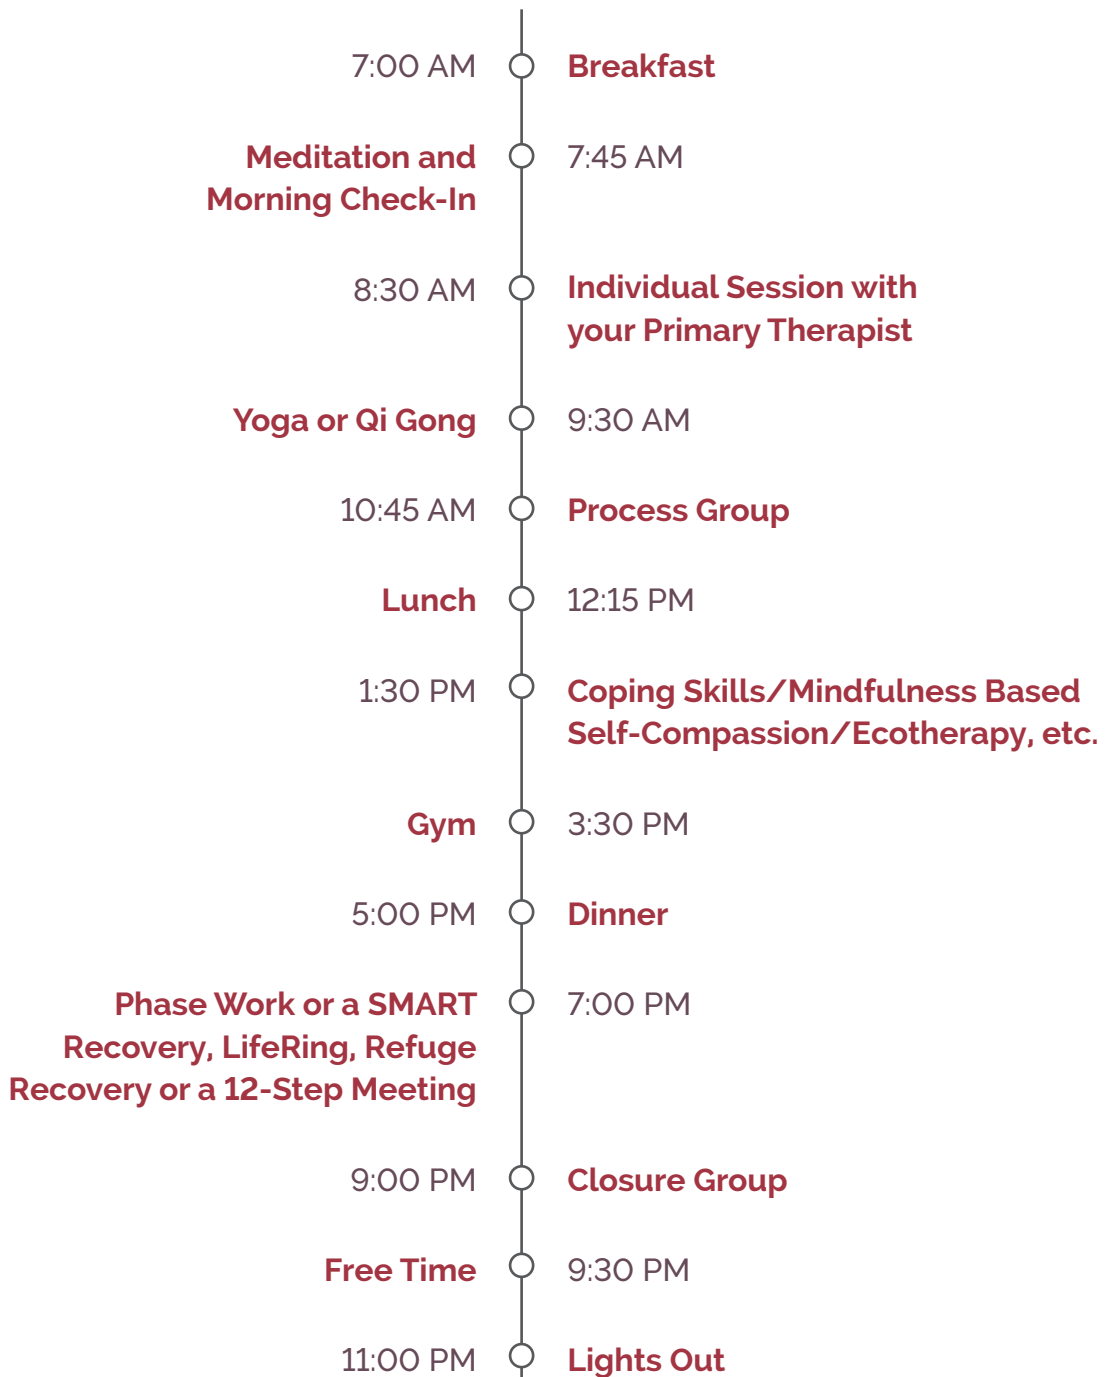 7:00 AM Breakfast
Meditation and 7:45 AM
Morning Check-In
8:30 AM Individual Session with
your Primary Therapist
Yoga or Qi Gong 9:30 AM
10:45 AM Process Group
Lunch 12:15 PM
1:30 PM Coping Skills/Mindfulness Based
Self-Compassion/Ecotherapy, etc.
Gym 3:30 PM
5:00 PM Dinner
Phase Work or a SMART 7:00 PM
Recovery, LifeRing, Refuge
Recovery or a 12-Step Meeting
9:00 PM Closure Group
Free Time 9:30 PM
11:00 PM Lights Out